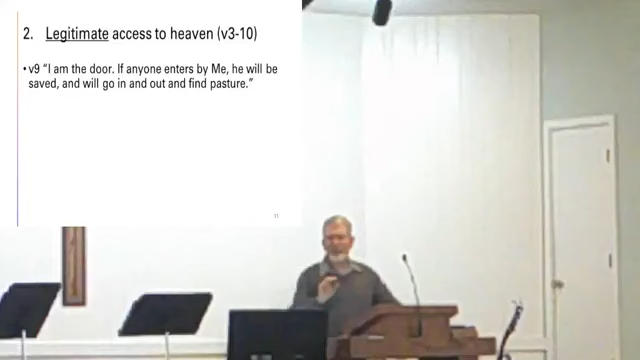 2. Legitimate access to heaven (v3-10)
• v9 “I am the door. If anyone enters by Me, he will be
saved, and will go in and out and find pasture.”
11